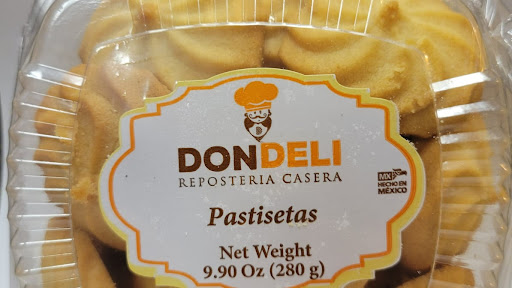 D
DONDELI
REPOSTERIA CASERA
MX
HECHO EN
MÉXICO
Pastisetas
Net Weight
9.90 Oz (280 g)